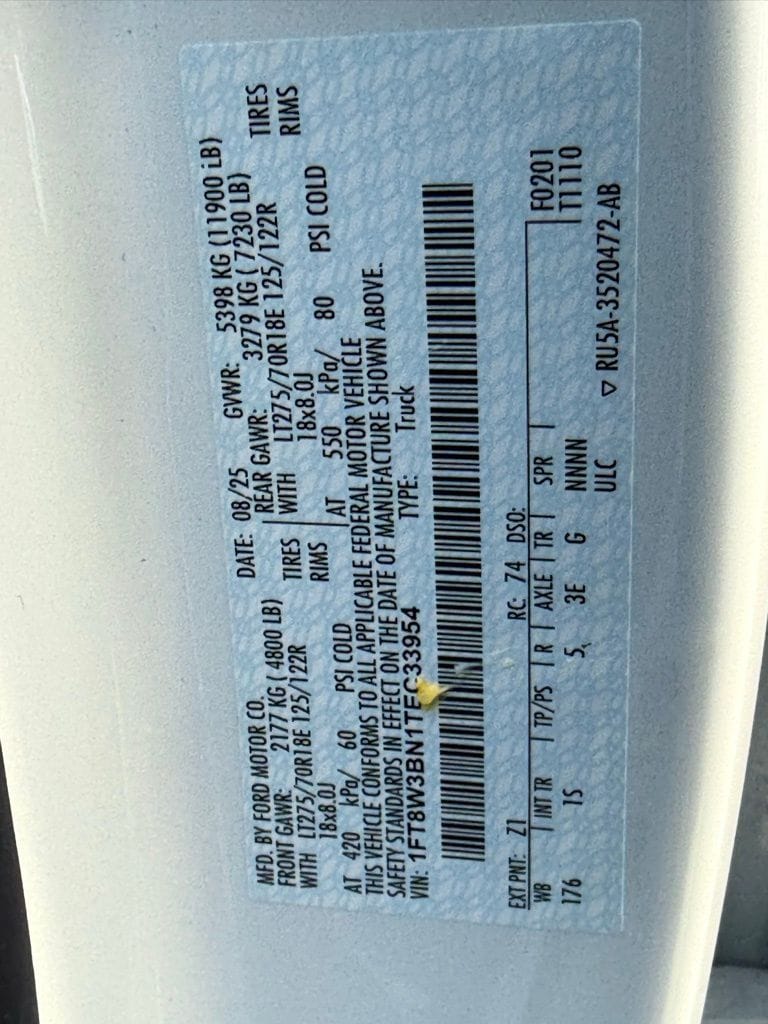 MFD. BY FORD MOTOR CO. DATE: 08/25 GVWR: 5398 KG (11900 LB)
FRONT GAWR: 2177 KG ( 4800 LB) REAR GAWR: 3279 KG ( 7230 LB)
WITH LT275/70R18E 125/122R TIRES WITH LT275/70R18E 125/122R TIRES
18x8.0J RIMS 18x8.0J RIMS
AT 420 kPa/ 60 PSI COLD AT 550 kPa/ 80 PSI COLD
THIS VEHICLE CONFORMS TO ALL APPLICABLE FEDERAL MOTOR VEHICLE
SAFETY STANDARDS IN EFFECT ON THE DATE OF MANUFACTURE SHOWN ABOVE.
VIN: 1FT8W3BN1TEC33954 TYPE: Truck
EXT PNT: Z1 RC: 74 DSO:
WB INT TR TP/PS R AXLE TR SPR F0201
176 1S 5 3E G NNNN T1110
ULC ▽ RU5A-3520472-AB